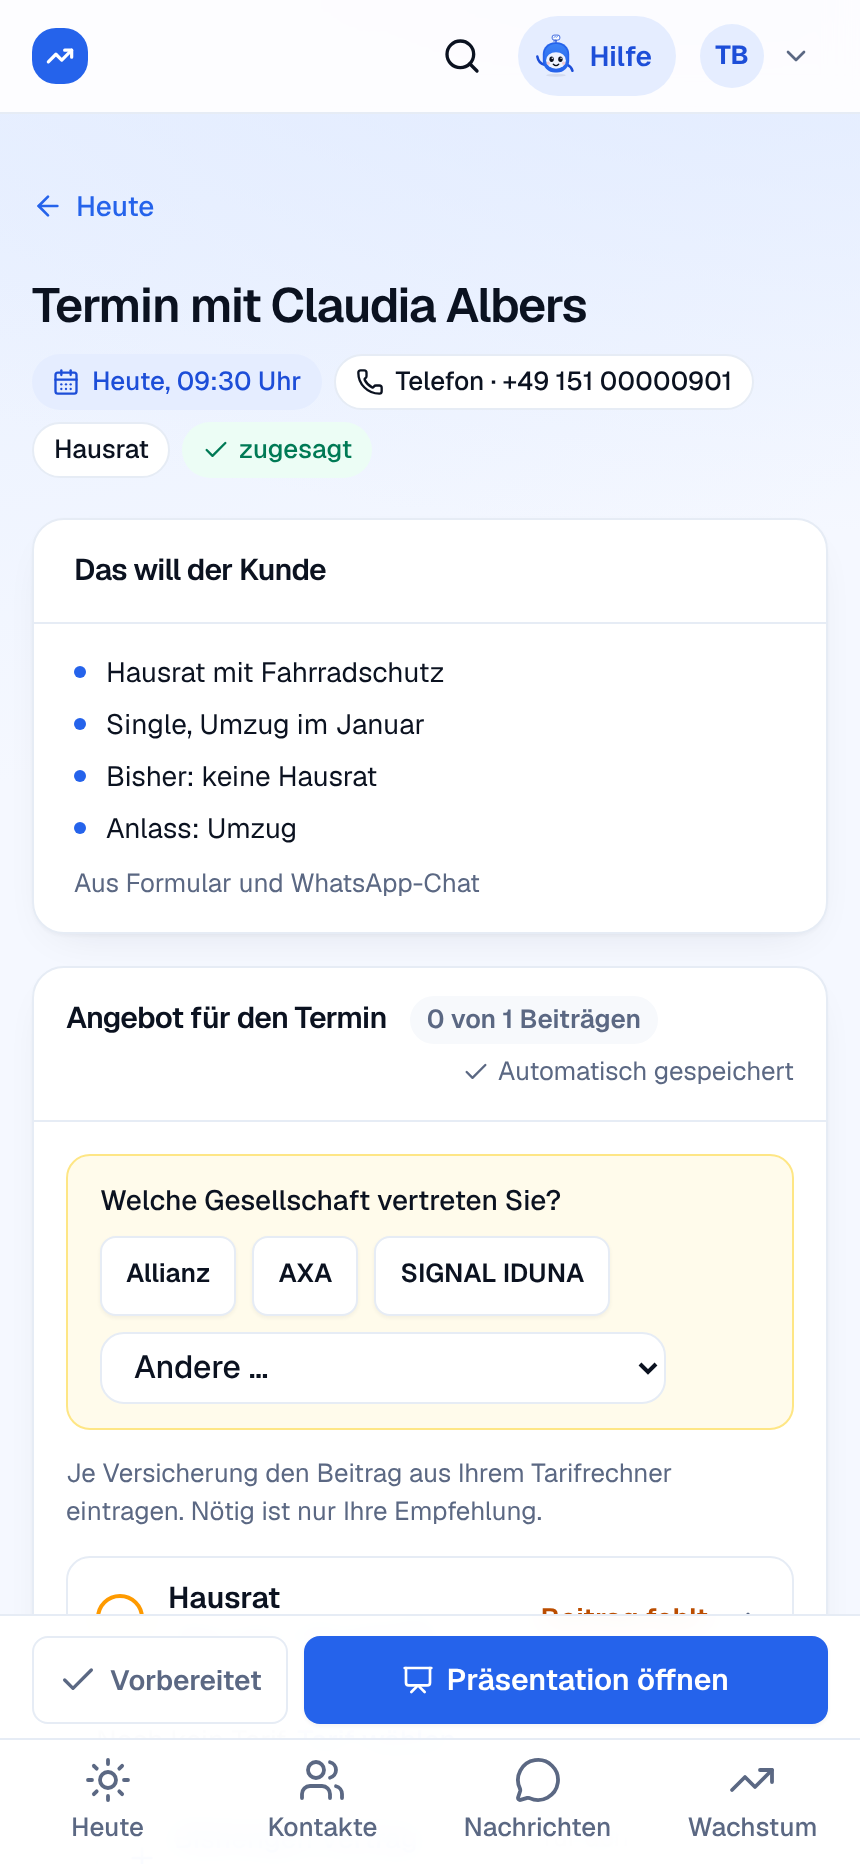 Hilfe
TB
Heute
Termin mit Claudia Albers
Heute, 09:30 Uhr
Telefon · +49 151 00000901
Hausrat
zugesagt
Das will der Kunde
Hausrat mit Fahrradschutz
Single, Umzug im Januar
Bisher: keine Hausrat
Anlass: Umzug
Aus Formular und WhatsApp-Chat
Angebot für den Termin
0 von 1 Beiträgen
Automatisch gespeichert
Welche Gesellschaft vertreten Sie?
Allianz
AXA
SIGNAL IDUNA
Andere ...
Je Versicherung den Beitrag aus Ihrem Tarifrechner
eintragen. Nötig ist nur Ihre Empfehlung.
Hausrat
Beitrag fehlt
Vorbereitet
Präsentation öffnen
Heute
Kontakte
Nachrichten
Wachstum